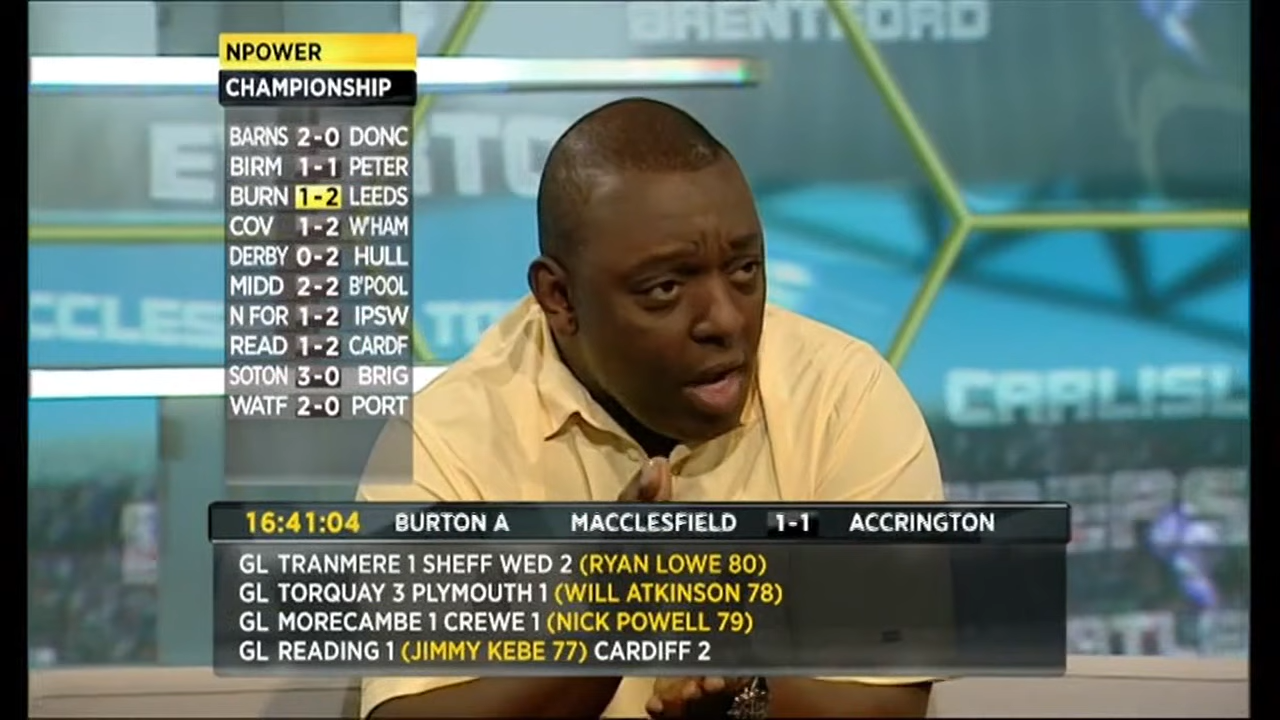 BRENTFORD
NPOWER
CHAMPIONSHIP
BARNS 2-0 DONC
BIRM 1-1 PETER
BURN 1-2 LEEDS
COV 1-2 W'HAM
DERBY 0-2 HULL
MIDD 2-2 B'POOL
N FOR 1-2 IPSW
READ 1-2 CARDF
SOTON 3-0 BRIG
WATF 2-0 PORT
CCLES
TO
CARLISL
16:41:04 BURTON A MACCLESFIELD 1-1 ACCRINGTON
GL TRANMERE 1 SHEFF WED 2 (RYAN LOWE 80)
GL TORQUAY 3 PLYMOUTH 1 (WILL ATKINSON 78)
GL MORECAMBE 1 CREWE 1 (NICK POWELL 79)
GL READING 1 (JIMMY KEBE 77) CARDIFF 2